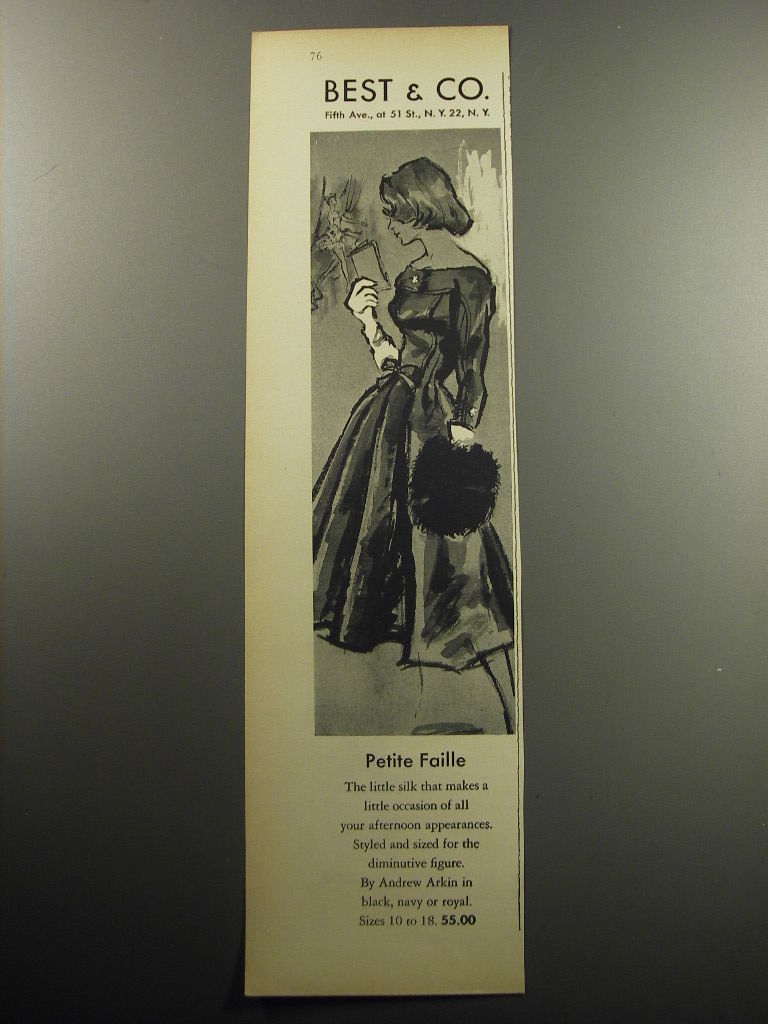 76
BEST & CO.
Fifth Ave., at 51 St., N. Y. 22, N. Y.
Petite Faille
The little silk that makes a
little occasion of all
your afternoon appearances.
Styled and sized for the
diminutive figure.
By Andrew Arkin in
black, navy or royal.
Sizes 10 to 18. 55.00